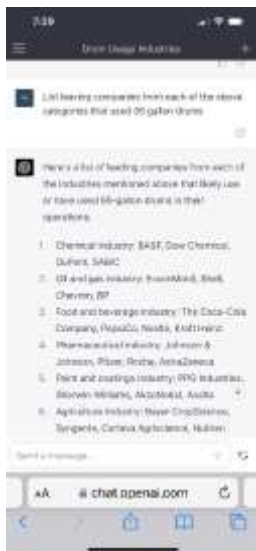 7:39
Drum Usage Industries
List leaving companies from each of the above
categories that used 55 gallon drums
Here's a list of leading companies from each of
the industries mentioned above that likely use
or have used 55-gallon drums in their
operations.
1. Chemical industry: BASF, Dow Chemical,
DuPont, SABIC
2. Oil and gas industry: ExxonMobil, Shell,
Chevron, BP
3. Food and beverage industry: The Coca-Cola
Company, PepsiCo, Nestle, Kraft Heinz
4. Pharmaceutical industry: Johnson &
Johnson, Pfizer, Roche, AstraZeneca
5. Paint and coatings industry: PPG Industries,
Sherwin-Williams, AkzoNobel, Axalta
6. Agriculture industry: Bayer CropScience,
Syngenta, Corteva Agriscience, Nutrien
Send a message...
AA chat.openai.com